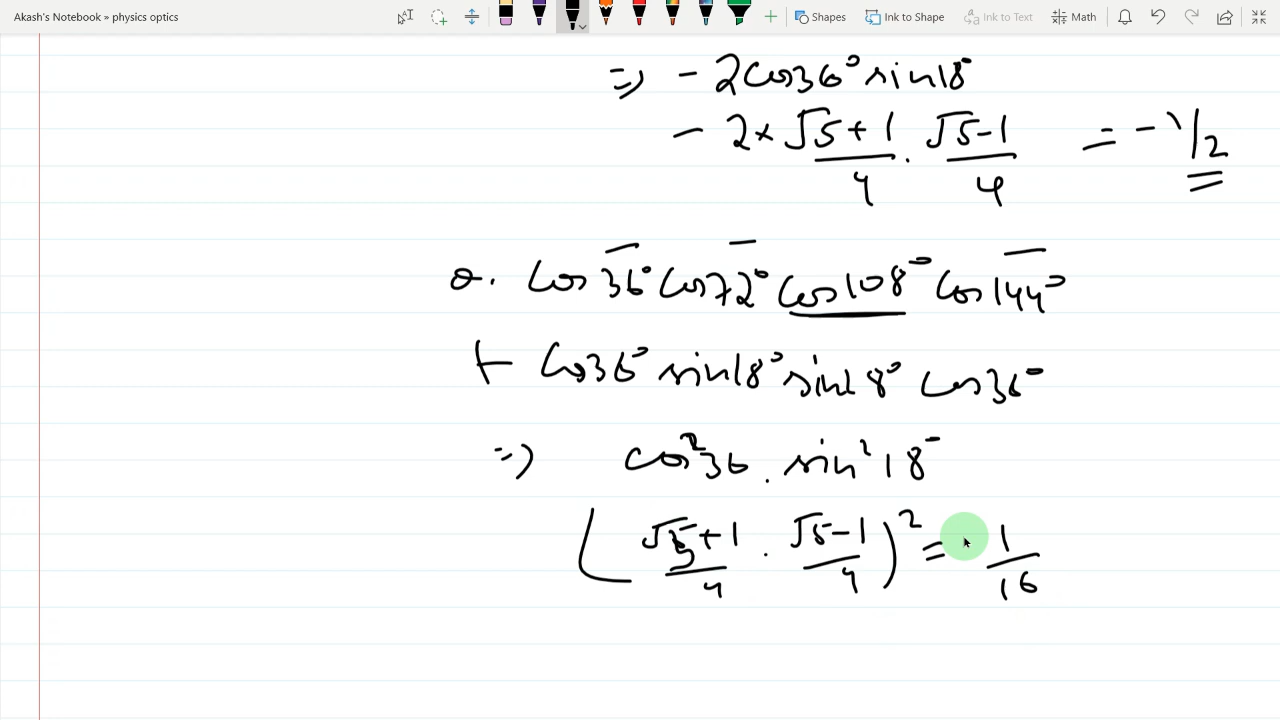 Akash's Notebook » physics optics Shapes Ink to Shape Ink to Text Math
=> - 2cos36° sin18°
- 2 × √5+1/4 . √5-1/4 = -1/2
Q. cos36° cos72° cos108° cos144°
+ cos36° sin18° sin18° cos36°
=> cos²36 . sin²18°
(√5+1/4 . √5-1/4)² = 1/16